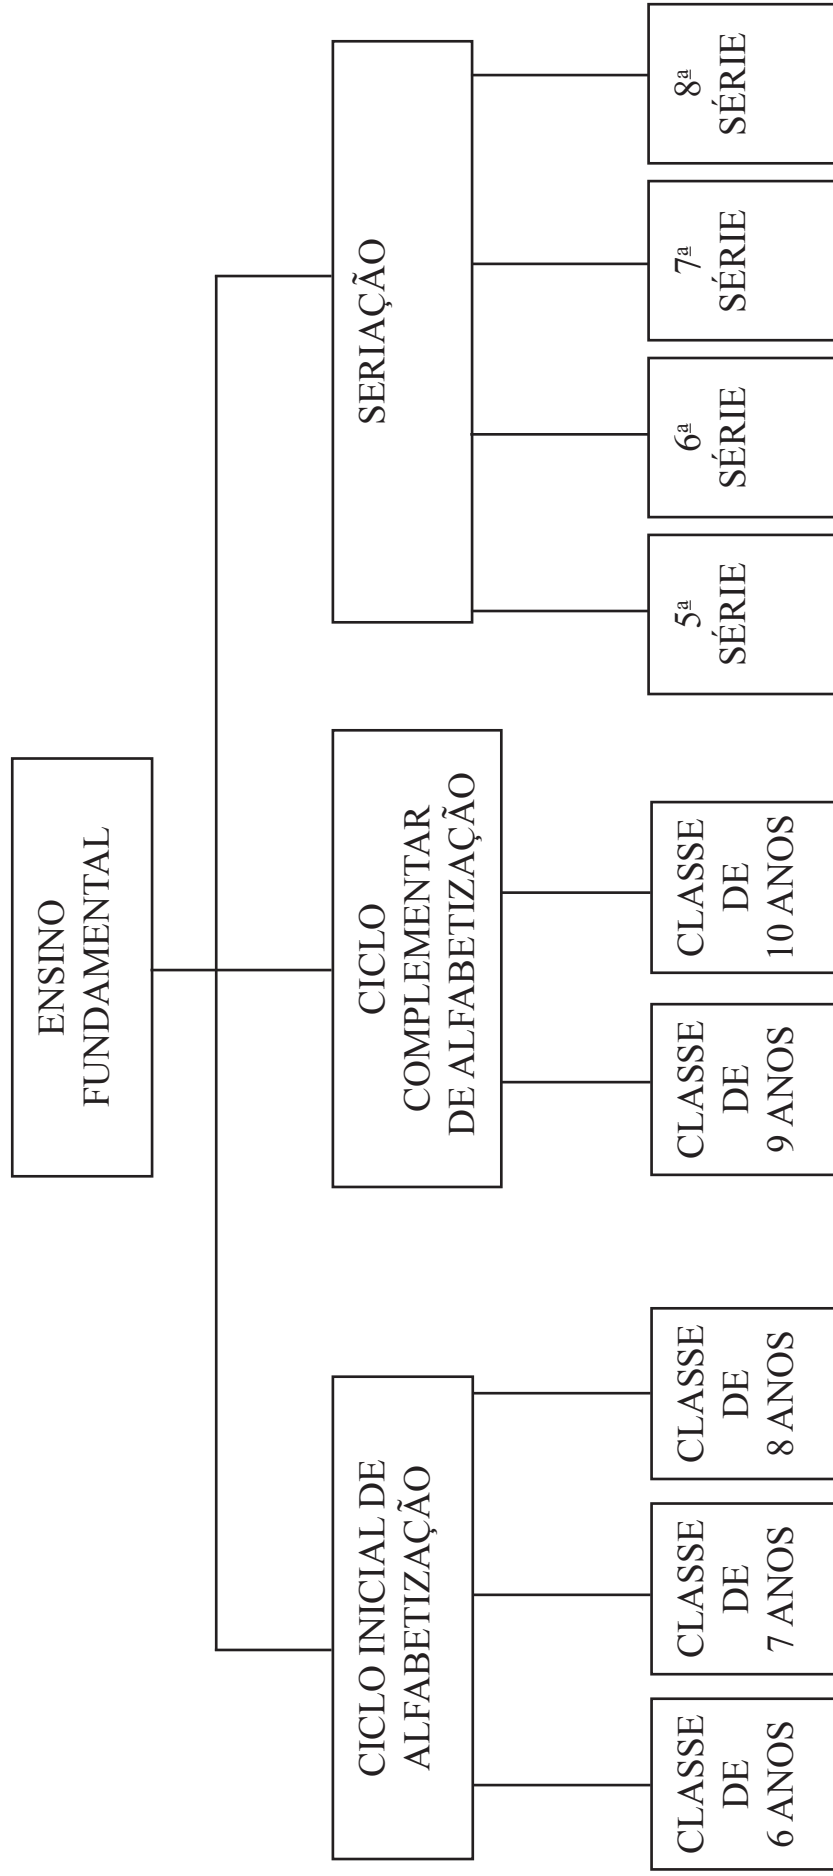 ENSINO
FUNDAMENTAL
CICLO INICIAL DE
ALFABETIZAÇÃO
CICLO
COMPLEMENTAR
DE ALFABETIZAÇÃO
SERIAÇÃO
CLASSE
DE
6 ANOS
CLASSE
DE
7 ANOS
CLASSE
DE
8 ANOS
CLASSE
DE
9 ANOS
CLASSE
DE
10 ANOS
5ª
SÉRIE
6ª
SÉRIE
7ª
SÉRIE
8ª
SÉRIE